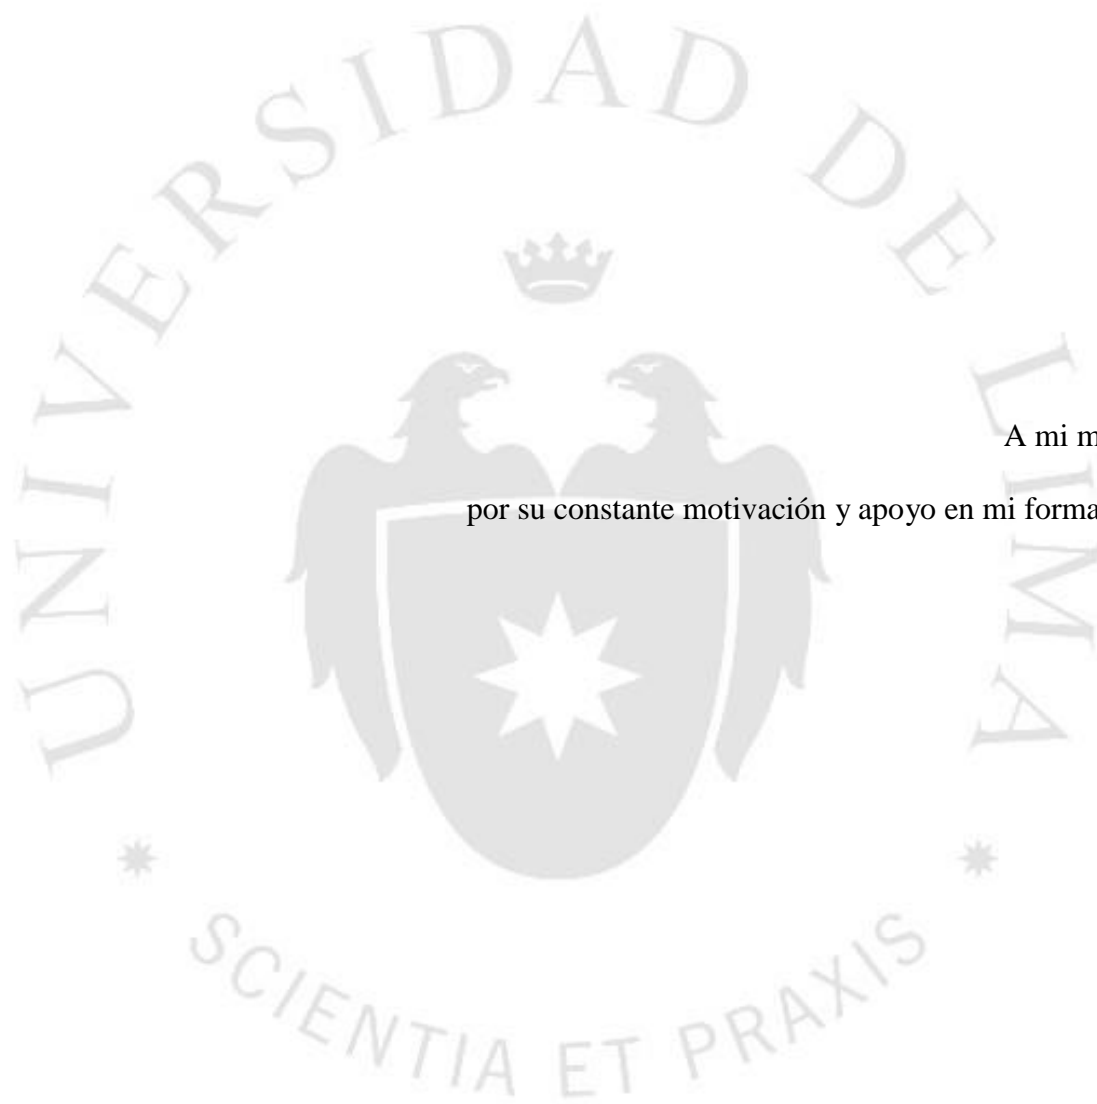 UNIVERSIDAD DE LIMA
A mi m
por su constante motivación y apoyo en mi forma
SCIENTIA ET PRAXIS